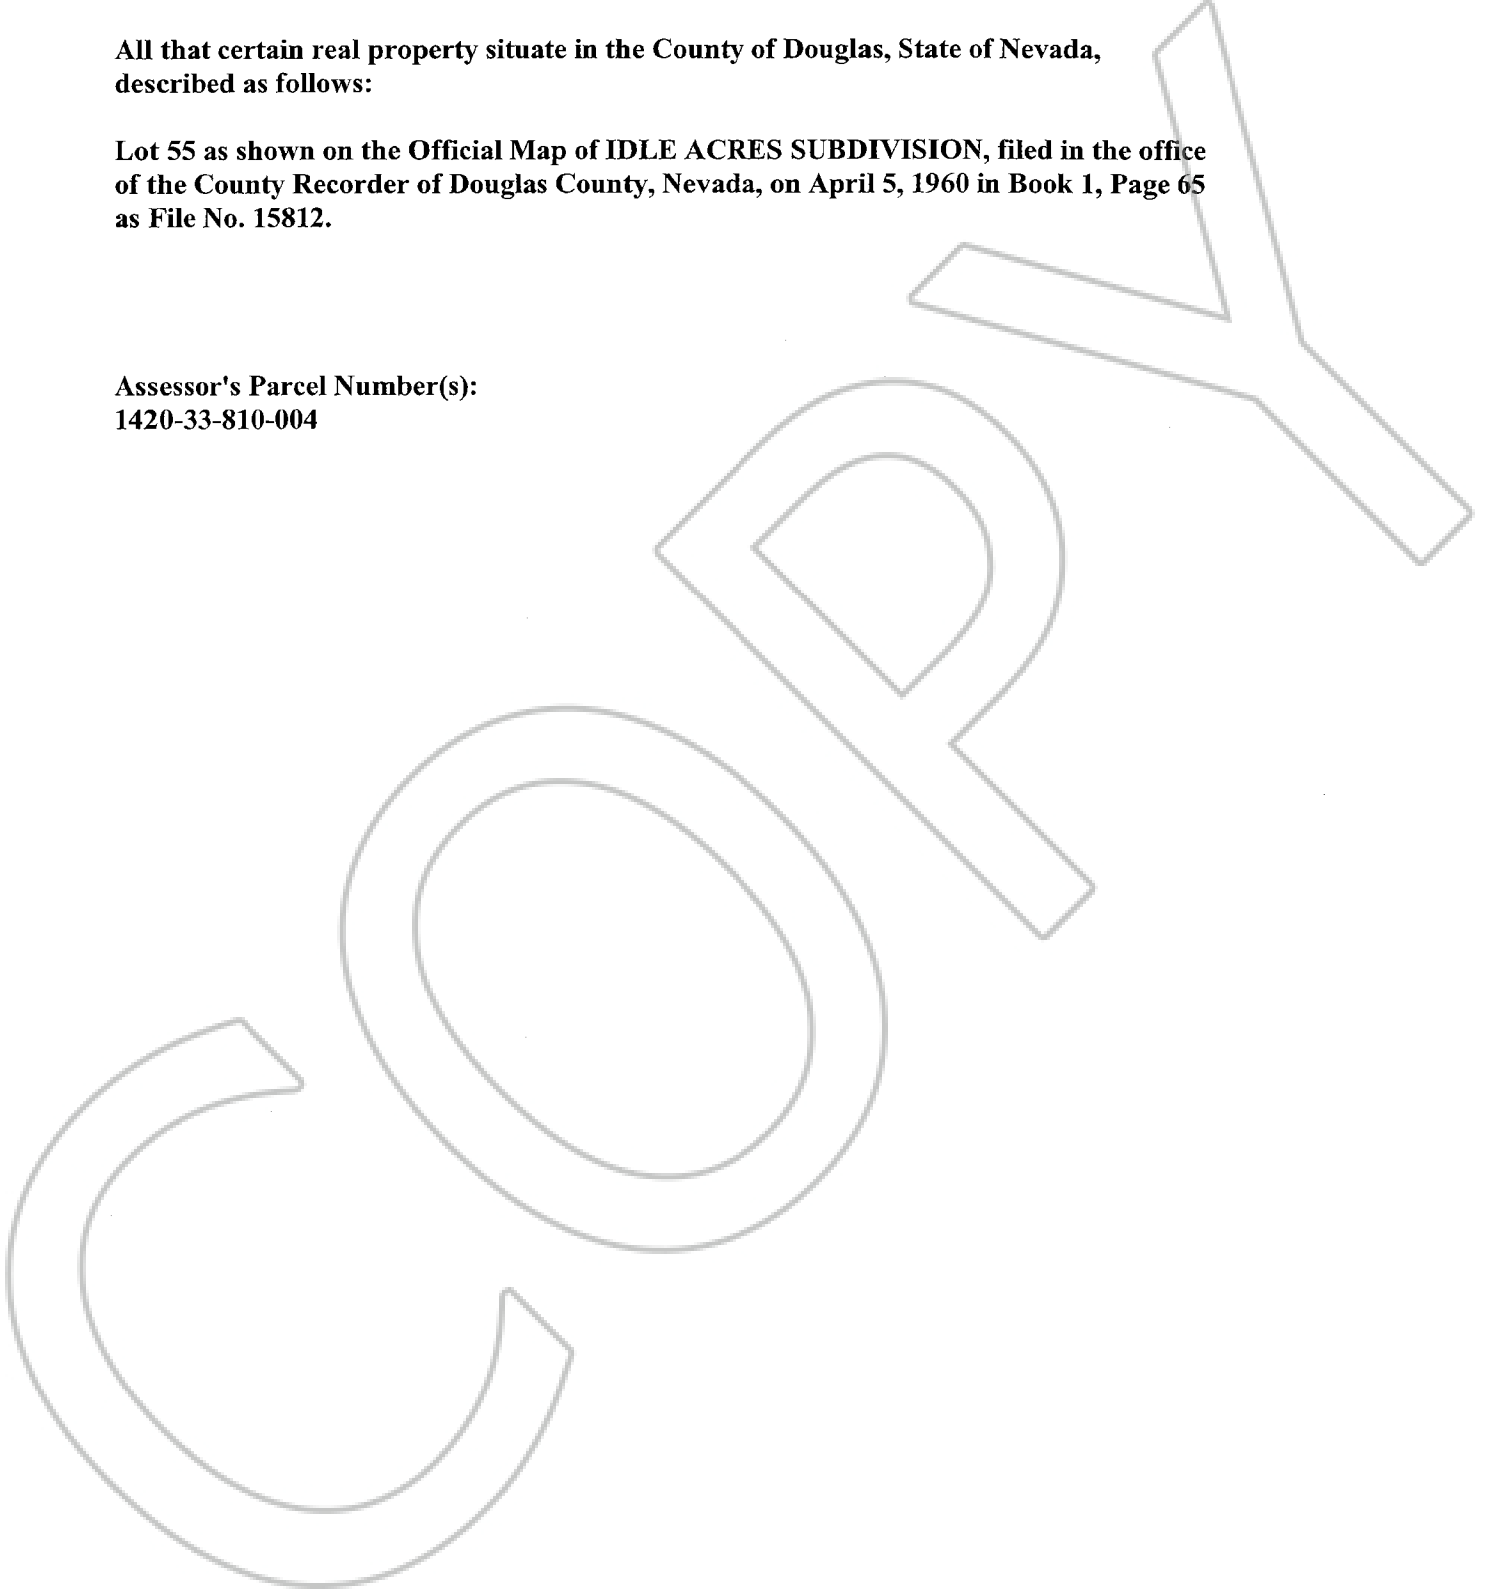 All that certain real property situate in the County of Douglas, State of Nevada,
described as follows:
Lot 55 as shown on the Official Map of IDLE ACRES SUBDIVISION, filed in the office
of the County Recorder of Douglas County, Nevada, on April 5, 1960 in Book 1, Page 65
as File No. 15812.
Assessor's Parcel Number(s):
1420-33-810-004
COPY